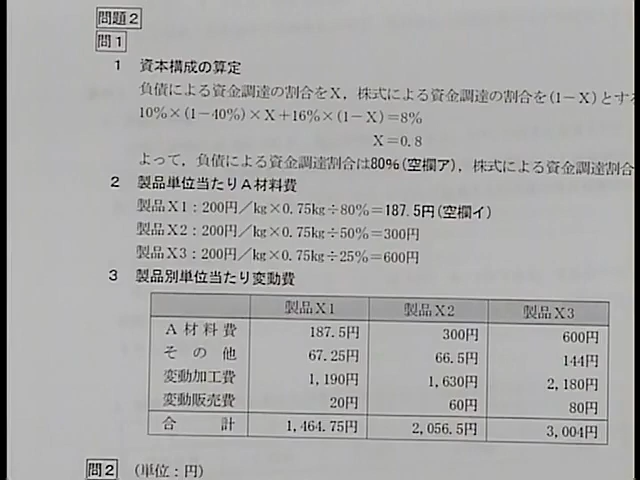 問題2
問1
1 資本構成の算定
負債による資金調達の割合をX，株式による資金調達の割合を(1－X)とす
10%×(1－40%)×X＋16%×(1－X)＝8%
X＝0.8
よって，負債による資金調達割合は80%(空欄ア)，株式による資金調達割合
2 製品単位当たりA材料費
製品X1：200円／kg×0.75kg÷80%＝187.5円(空欄イ)
製品X2：200円／kg×0.75kg÷50%＝300円
製品X3：200円／kg×0.75kg÷25%＝600円
3 製品別単位当たり変動費
製品X1 製品X2 製品X3
A材料費 187.5円 300円 600円
その他 67.25円 66.5円 144円
変動加工費 1,190円 1,630円 2,180円
変動販売費 20円 60円 80円
合計 1,464.75円 2,056.5円 3,004円
問2 (単位：円)